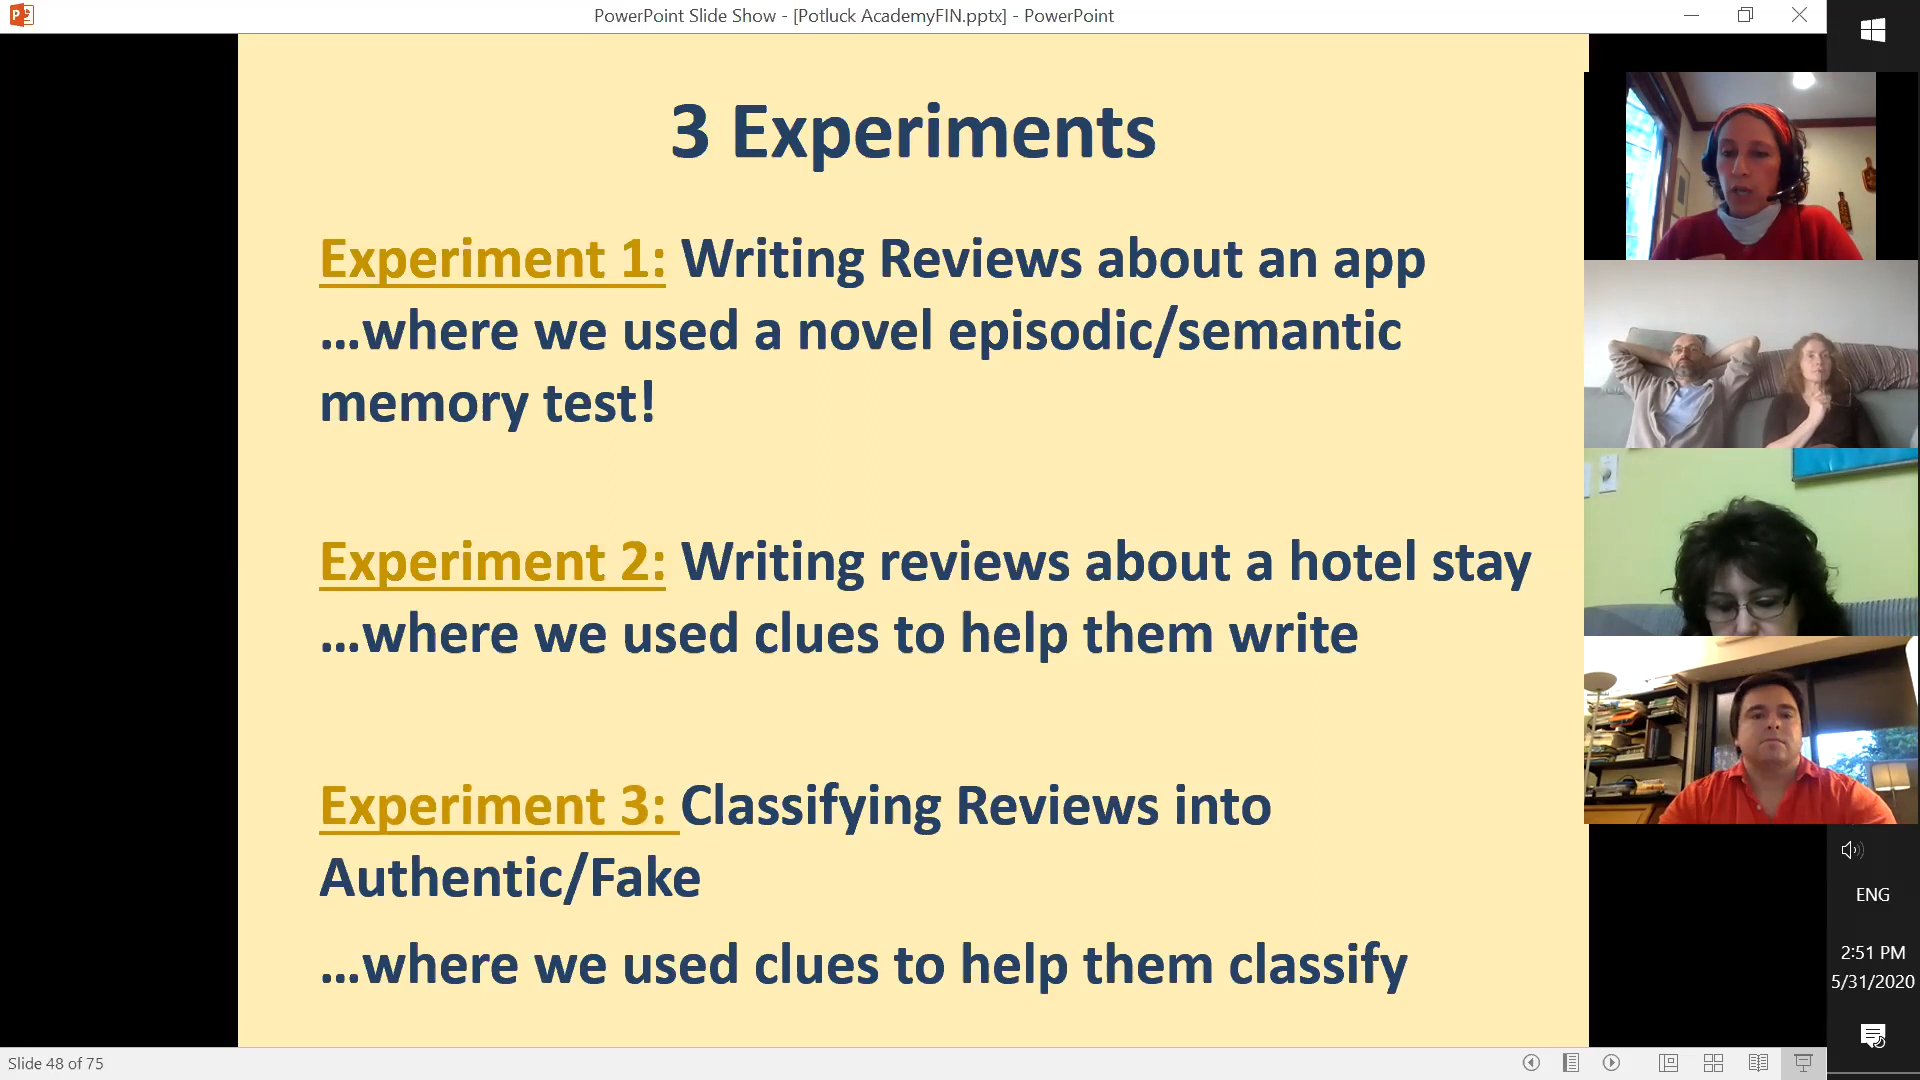 PowerPoint Slide Show - [Potluck AcademyFIN.pptx] - PowerPoint
3 Experiments
Experiment 1: Writing Reviews about an app
...where we used a novel episodic/semantic
memory test!
Experiment 2: Writing reviews about a hotel stay
...where we used clues to help them write
Experiment 3: Classifying Reviews into
Authentic/Fake
...where we used clues to help them classify
ENG
2:51 PM
5/31/2020
Slide 48 of 75